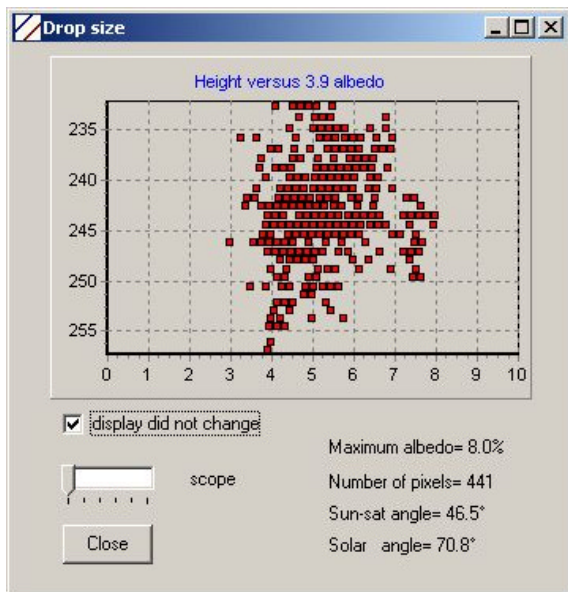 Drop size
Height versus 3.9 albedo
235
240
245
250
255
0 1 2 3 4 5 6 7 8 9 10
display did not change
scope
Close
Maximum albedo= 8.0%
Number of pixels= 441
Sun-sat angle= 46.5°
Solar angle= 70.8°